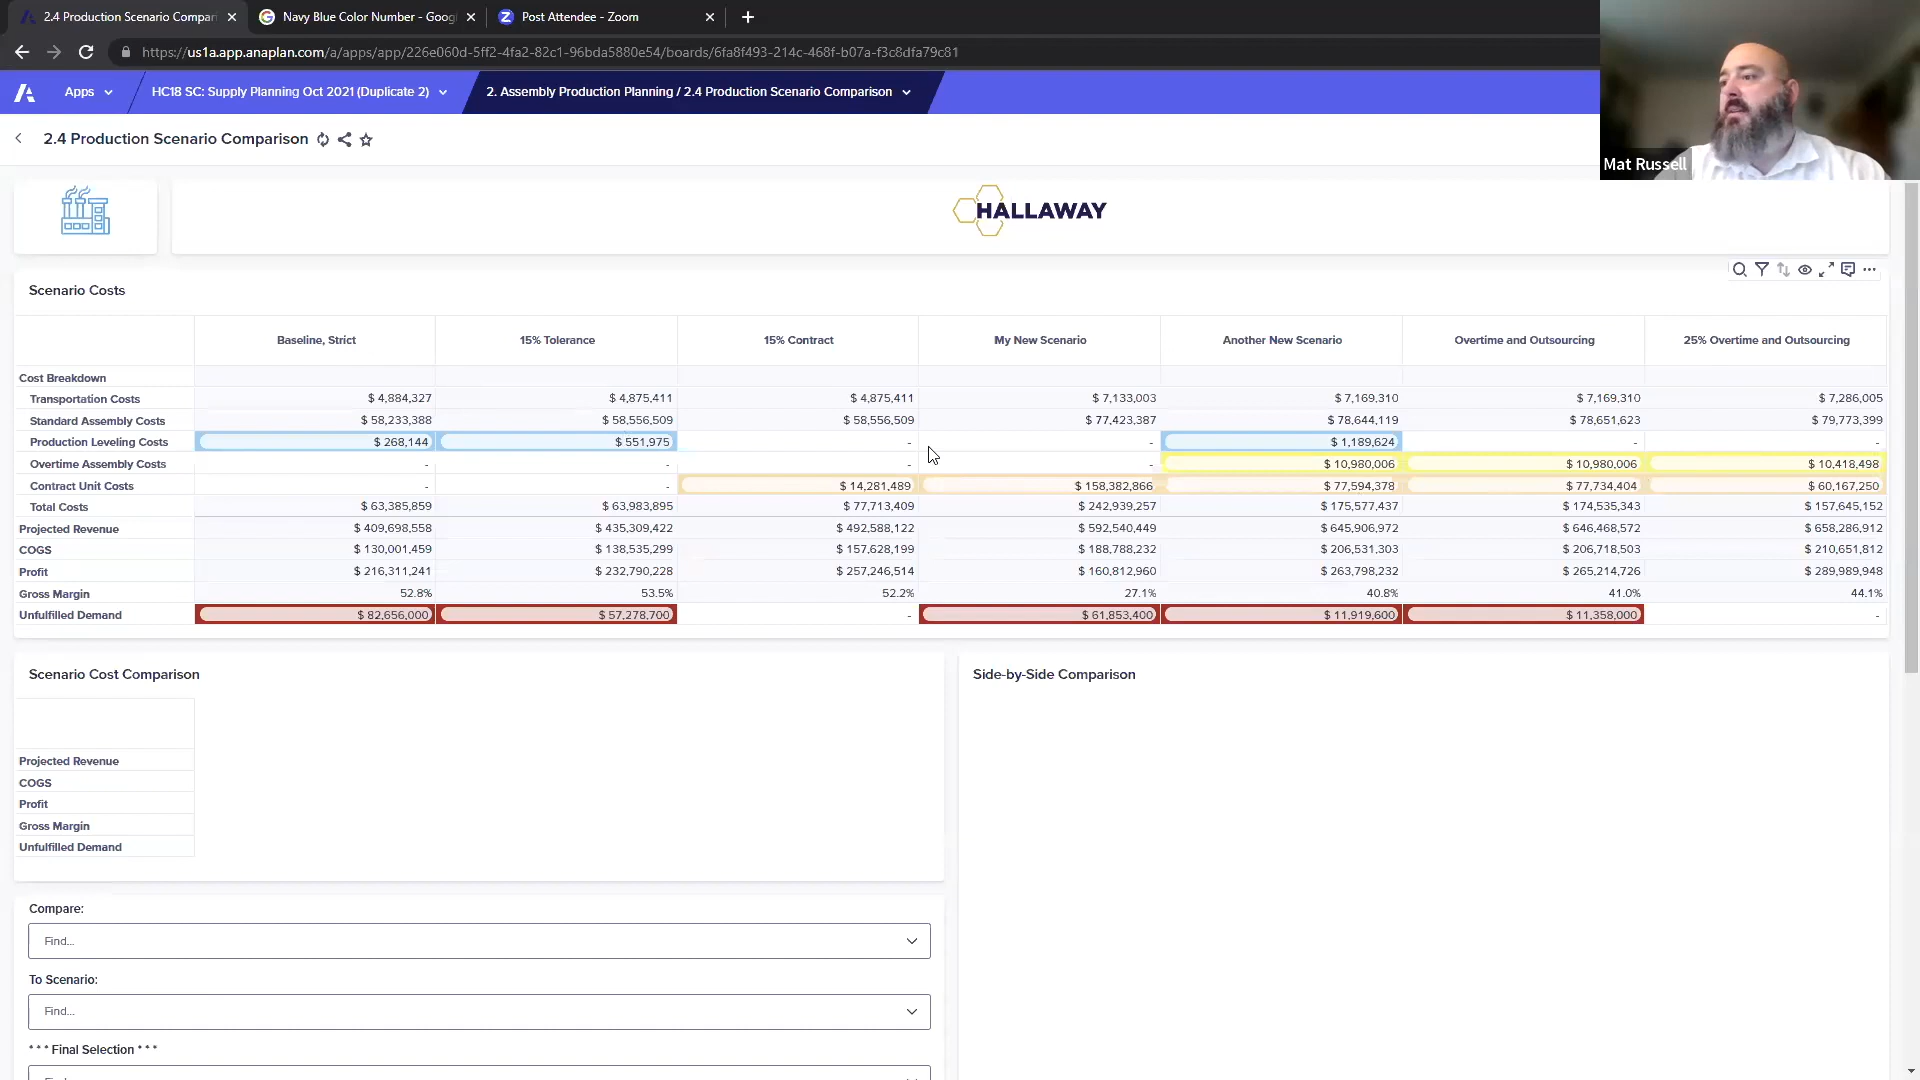 2.4 Production Scenario Compari
Navy Blue Color Number - Goog
Post Attendee - Zoom
https://us1a.app.anaplan.com/a/apps/app/226e060d-5ff2-4fa2-82c1-96bda5880e54/boards/6fa8f493-214c-468f-b07a-f3c8dfa79c81
Apps
HC18 SC: Supply Planning Oct 2021 (Duplicate 2)
2. Assembly Production Planning / 2.4 Production Scenario Comparison
2.4 Production Scenario Comparison
Mat Russell
HALLAWAY
Scenario Costs
Baseline, Strict 15% Tolerance 15% Contract My New Scenario Another New Scenario Overtime and Outsourcing 25% Overtime and Outsourcing
Cost Breakdown
Transportation Costs $ 4,884,327 $ 4,875,411 $ 4,875,411 $ 7,133,003 $ 7,169,310 $ 7,169,310 $ 7,286,005
Standard Assembly Costs $ 58,233,388 $ 58,556,509 $ 58,556,509 $ 77,423,387 $ 78,644,119 $ 78,651,623 $ 79,773,399
Production Leveling Costs $ 268,144 $ 551,975 - - $ 1,189,624 - -
Overtime Assembly Costs - - - - $ 10,980,006 $ 10,980,006 $ 10,418,498
Contract Unit Costs - - $ 14,281,489 $ 158,382,866 $ 77,594,378 $ 77,734,404 $ 60,167,250
Total Costs $ 63,385,859 $ 63,983,895 $ 77,713,409 $ 242,939,257 $ 175,577,437 $ 174,535,343 $ 157,645,152
Projected Revenue $ 409,698,558 $ 435,309,422 $ 492,588,122 $ 592,540,449 $ 645,906,972 $ 646,468,572 $ 658,286,912
COGS $ 130,001,459 $ 138,535,299 $ 157,628,199 $ 188,788,232 $ 206,531,303 $ 206,718,503 $ 210,651,812
Profit $ 216,311,241 $ 232,790,228 $ 257,246,514 $ 160,812,960 $ 263,798,232 $ 265,214,726 $ 289,989,948
Gross Margin 52.8% 53.5% 52.2% 27.1% 40.8% 41.0% 44.1%
Unfulfilled Demand $ 82,656,000 $ 57,278,700 - $ 61,853,400 $ 11,919,600 $ 11,358,000 -
Scenario Cost Comparison
Projected Revenue
COGS
Profit
Gross Margin
Unfulfilled Demand
Side-by-Side Comparison
Compare:
Find...
To Scenario:
Find...
* * * Final Selection * * *